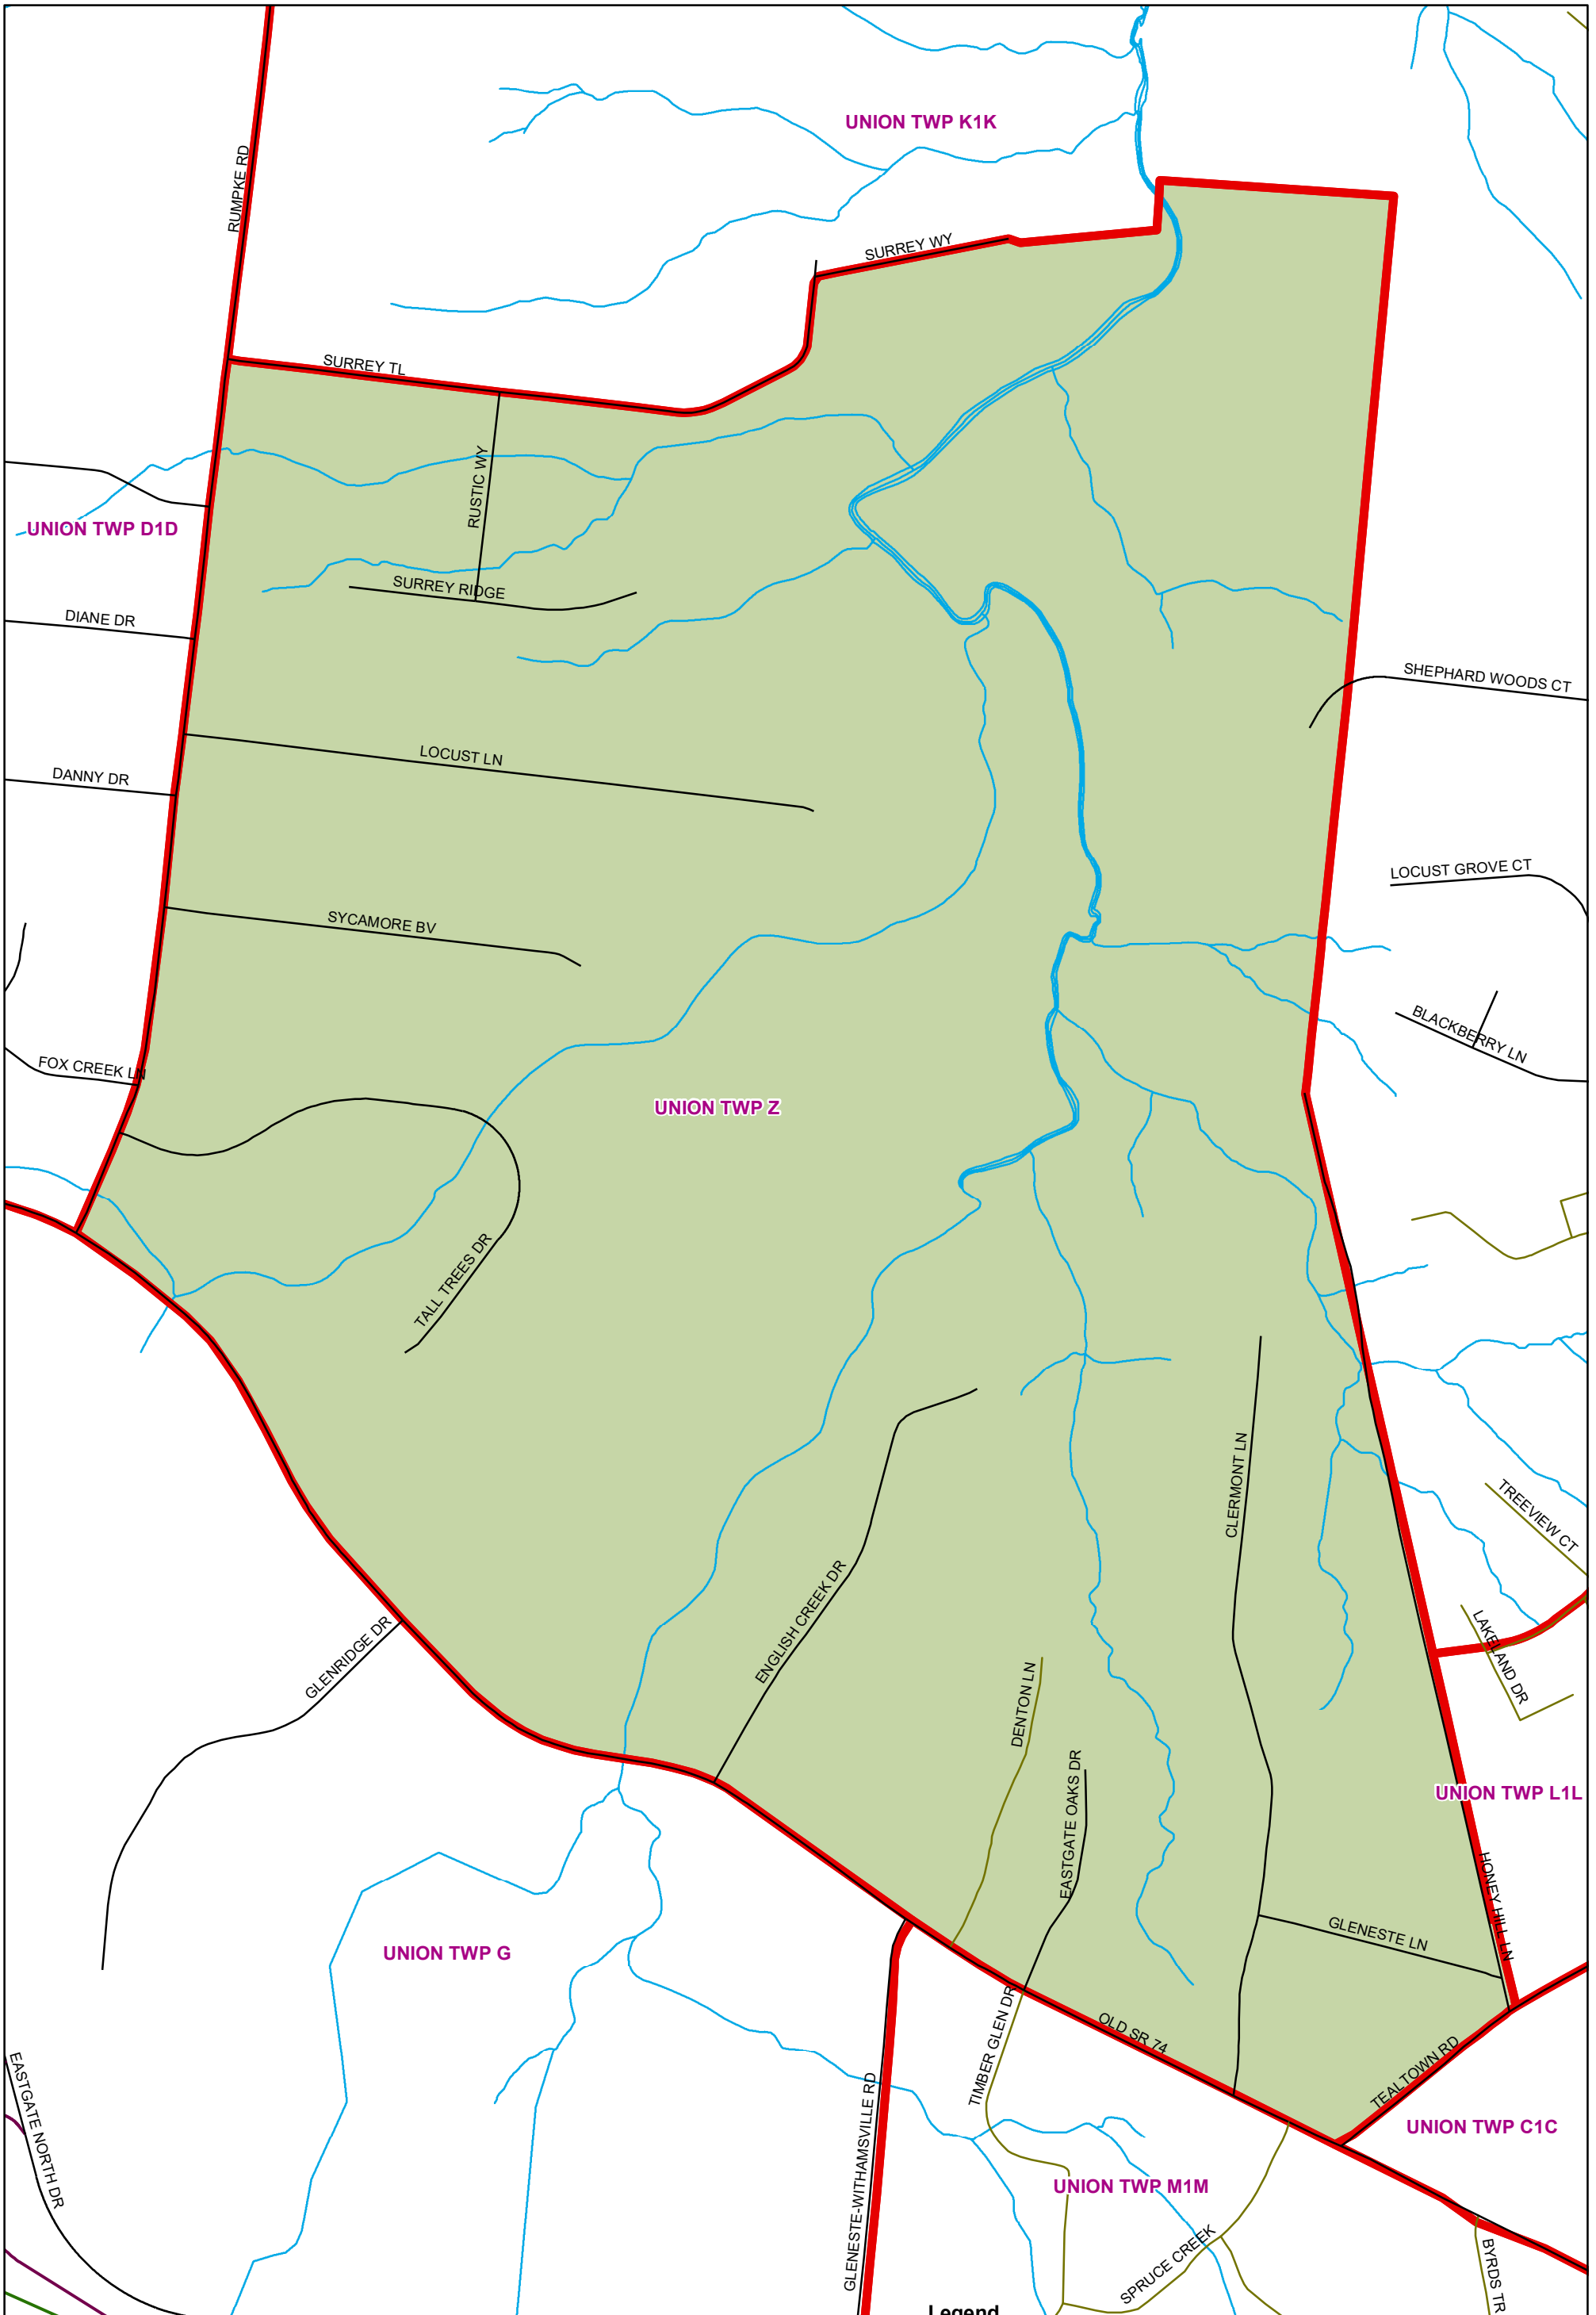 UNION TWP K1K
RUMPKE RD
SURREY WY
SURREY TL
RUSTIC WY
UNION TWP D1D
SURREY RIDGE
DIANE DR
SHEPHARD WOODS CT
LOCUST LN
DANNY DR
LOCUST GROVE CT
SYCAMORE BV
BLACKBERRY LN
FOX CREEK LN
UNION TWP Z
TALL TREES DR
CLERMONT LN
TREEVIEW CT
ENGLISH CREEK DR
GLENRIDGE DR
LAKELAND DR
DENTON LN
EASTGATE OAKS DR
UNION TWP L1L
HONEY HILL LN
GLENESTE LN
UNION TWP G
TIMBER GLEN DR
OLD SR 74
TEALTOWN RD
EASTGATE NORTH DR
GLENESTE-WITHAMSVILLE RD
UNION TWP C1C
UNION TWP M1M
SPRUCE CREEK
BYRDS TR
Legend